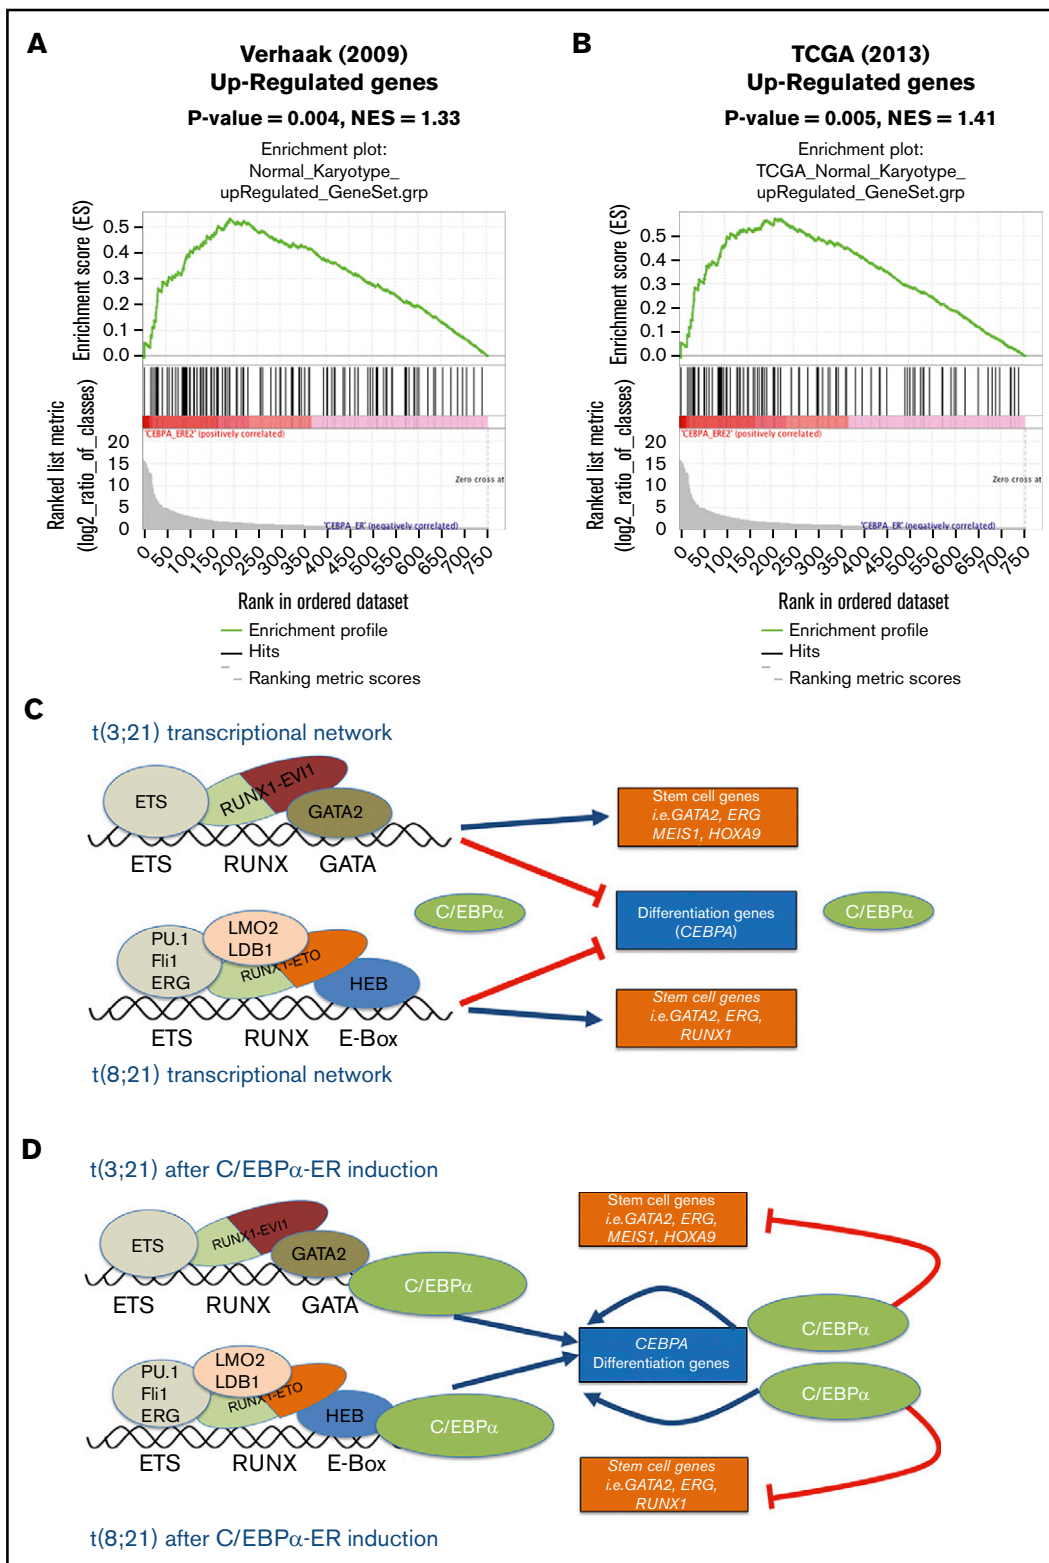 A
Verhaak (2009)
Up-Regulated genes
P-value = 0.004, NES = 1.33
Enrichment plot:
Normal_Karyotype_
upRegulated_GeneSet.grp
Enrichment score (ES)
0.5
0.4
0.3
0.2
0.1
0.0
'CEBPA_ERE2' (positively correlated)
Ranked list metric
(log2_ratio_of_classes)
20
15
10
5
0
Zero cross at
'CEBPA_ER' (negatively correlated)
0 50 100 150 200 250 300 350 400 450 500 550 600 650 700 750
Rank in ordered dataset
Enrichment profile
Hits
Ranking metric scores
B
TCGA (2013)
Up-Regulated genes
P-value = 0.005, NES = 1.41
Enrichment plot:
TCGA_Normal_Karyotype_
upRegulated_GeneSet.grp
Enrichment score (ES)
0.5
0.4
0.3
0.2
0.1
0.0
'CEBPA_ERE2' (positively correlated)
Ranked list metric
(log2_ratio_of_classes)
20
15
10
5
0
Zero cross at
'CEBPA_ER' (negatively correlated)
0 50 100 150 200 250 300 350 400 450 500 550 600 650 700 750
Rank in ordered dataset
Enrichment profile
Hits
Ranking metric scores
C
t(3;21) transcriptional network
ETS
RUNX1-EVI1
GATA2
ETS RUNX GATA
Stem cell genes
i.e.GATA2, ERG
MEIS1, HOXA9
C/EBPα
Differentiation genes
(CEBPA)
C/EBPα
PU.1
Fli1
ERG
LMO2
LDB1
RUNX1-ETO
HEB
ETS RUNX E-Box
Stem cell genes
i.e.GATA2, ERG,
RUNX1
t(8;21) transcriptional network
D
t(3;21) after C/EBPα-ER induction
ETS
RUNX1-EVI1
GATA2
C/EBPα
ETS RUNX GATA
Stem cell genes
i.e.GATA2, ERG,
MEIS1, HOXA9
C/EBPα
CEBPA
Differentiation genes
C/EBPα
PU.1
Fli1
ERG
LMO2
LDB1
RUNX1-ETO
HEB
C/EBPα
ETS RUNX E-Box
Stem cell genes
i.e.GATA2, ERG,
RUNX1
t(8;21) after C/EBPα-ER induction